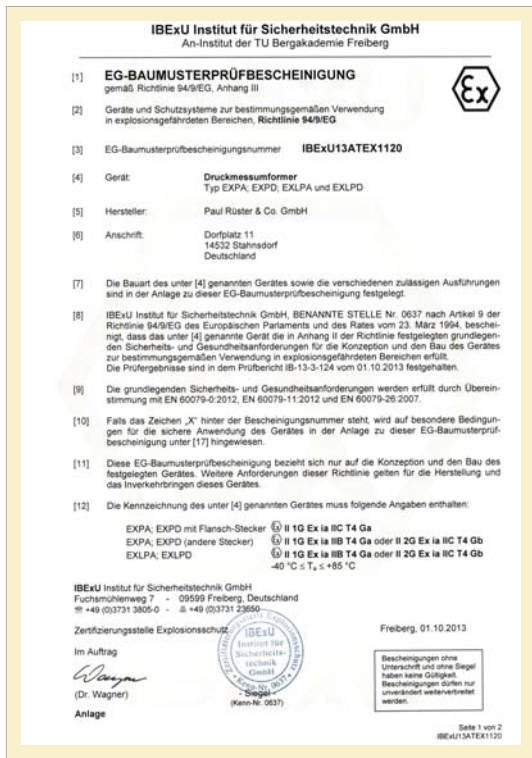 IBExU Institut für Sicherheitstechnik GmbH
An-Institut der TU Bergakademie Freiberg
[1] EG-BAUMUSTERPRÜFBESCHEINIGUNG
gemäß Richtlinie 94/9/EG, Anhang III
Ex
[2] Geräte und Schutzsysteme zur bestimmungsgemäßen Verwendung
in explosionsgefährdeten Bereichen, Richtlinie 94/9/EG
[3] EG-Baumusterprüfbescheinigungsnummer IBExU13ATEX1120
[4] Gerät: Druckmessumformer
Typ EXPA; EXPD; EXLPA und EXLPD
[5] Hersteller: Paul Rüster & Co. GmbH
[6] Anschrift: Dorfplatz 11
14532 Stahnsdorf
Deutschland
[7] Die Bauart des unter [4] genannten Gerätes sowie die verschiedenen zulässigen Ausführungen
sind in der Anlage zu dieser EG-Baumusterprüfbescheinigung festgelegt.
[8] IBExU Institut für Sicherheitstechnik GmbH, BENANNTE STELLE Nr. 0637 nach Artikel 9 der
Richtlinie 94/9/EG des Europäischen Parlaments und des Rates vom 23. März 1994, beschei-
nigt, dass das unter [4] genannte Gerät die in Anhang II der Richtlinie festgelegten grundlegen-
den Sicherheits- und Gesundheitsanforderungen für die Konzeption und den Bau des Gerätes
zur bestimmungsgemäßen Verwendung in explosionsgefährdeten Bereichen erfüllt.
Die Prüfergebnisse sind in dem Prüfbericht IB-13-3-124 vom 01.10.2013 festgehalten.
[9] Die grundlegenden Sicherheits- und Gesundheitsanforderungen werden erfüllt durch Überein-
stimmung mit EN 60079-0:2012, EN 60079-11:2012 und EN 60079-26:2007.
[10] Falls das Zeichen „X" hinter der Bescheinigungsnummer steht, wird auf besondere Bedingun-
gen für die sichere Anwendung des Gerätes in der Anlage zu dieser EG-Baumusterprüf-
bescheinigung unter [17] hingewiesen.
[11] Diese EG-Baumusterprüfbescheinigung bezieht sich nur auf die Konzeption und den Bau des
festgelegten Gerätes. Weitere Anforderungen dieser Richtlinie gelten für die Herstellung und
das Inverkehrbringen dieses Gerätes.
[12] Die Kennzeichnung des unter [4] genannten Gerätes muss folgende Angaben enthalten:
EXPA; EXPD mit Flansch-Stecker Ex II 1G Ex ia IIC T4 Ga
EXPA; EXPD (andere Stecker) Ex II 1G Ex ia IIB T4 Ga oder II 2G Ex ia IIC T4 Gb
EXLPA; EXLPD Ex II 1G Ex ia IIB T4 Ga oder II 2G Ex ia IIC T4 Gb
-40 °C ≤ Tₐ ≤ +85 °C
IBExU Institut für Sicherheitstechnik GmbH
Fuchsmühlenweg 7 - 09599 Freiberg, Deutschland
☏ +49 (0)3731 3805-0 - +49 (0)3731 23650
Zertifizierungsstelle Explosionsschutz
Freiberg, 01.10.2013
Im Auftrag
IBExU
Institut für
Sicherheits-
technik
GmbH
Kenn-Nr. 0637
(Dr. Wagner)
- Siegel -
(Kenn-Nr. 0637)
Bescheinigungen ohne
Unterschrift und ohne Siegel
haben keine Gültigkeit.
Bescheinigungen dürfen nur
unverändert weiterverbreitet
werden.
Anlage
Seite 1 von 2
IBExU13ATEX1120